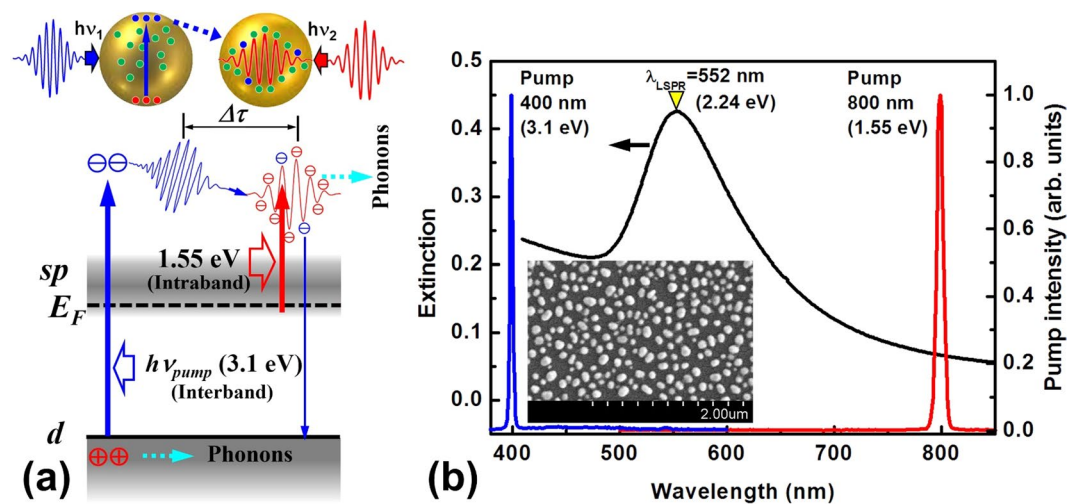 hν1
hν2
Δτ
Phonons
1.55 eV
(Intraband)
sp
EF
hνpump (3.1 eV)
(Interband)
d
Phonons
(a)
Pump
400 nm
(3.1 eV)
λLSPR=552 nm
(2.24 eV)
Pump
800 nm
(1.55 eV)
Extinction
0.4
0.3
0.2
0.1
0.0
2.00um
1.0
0.8
0.6
0.4
0.2
0.0
Pump intensity (arb. units)
400
500
600
700
800
Wavelength (nm)
(b)